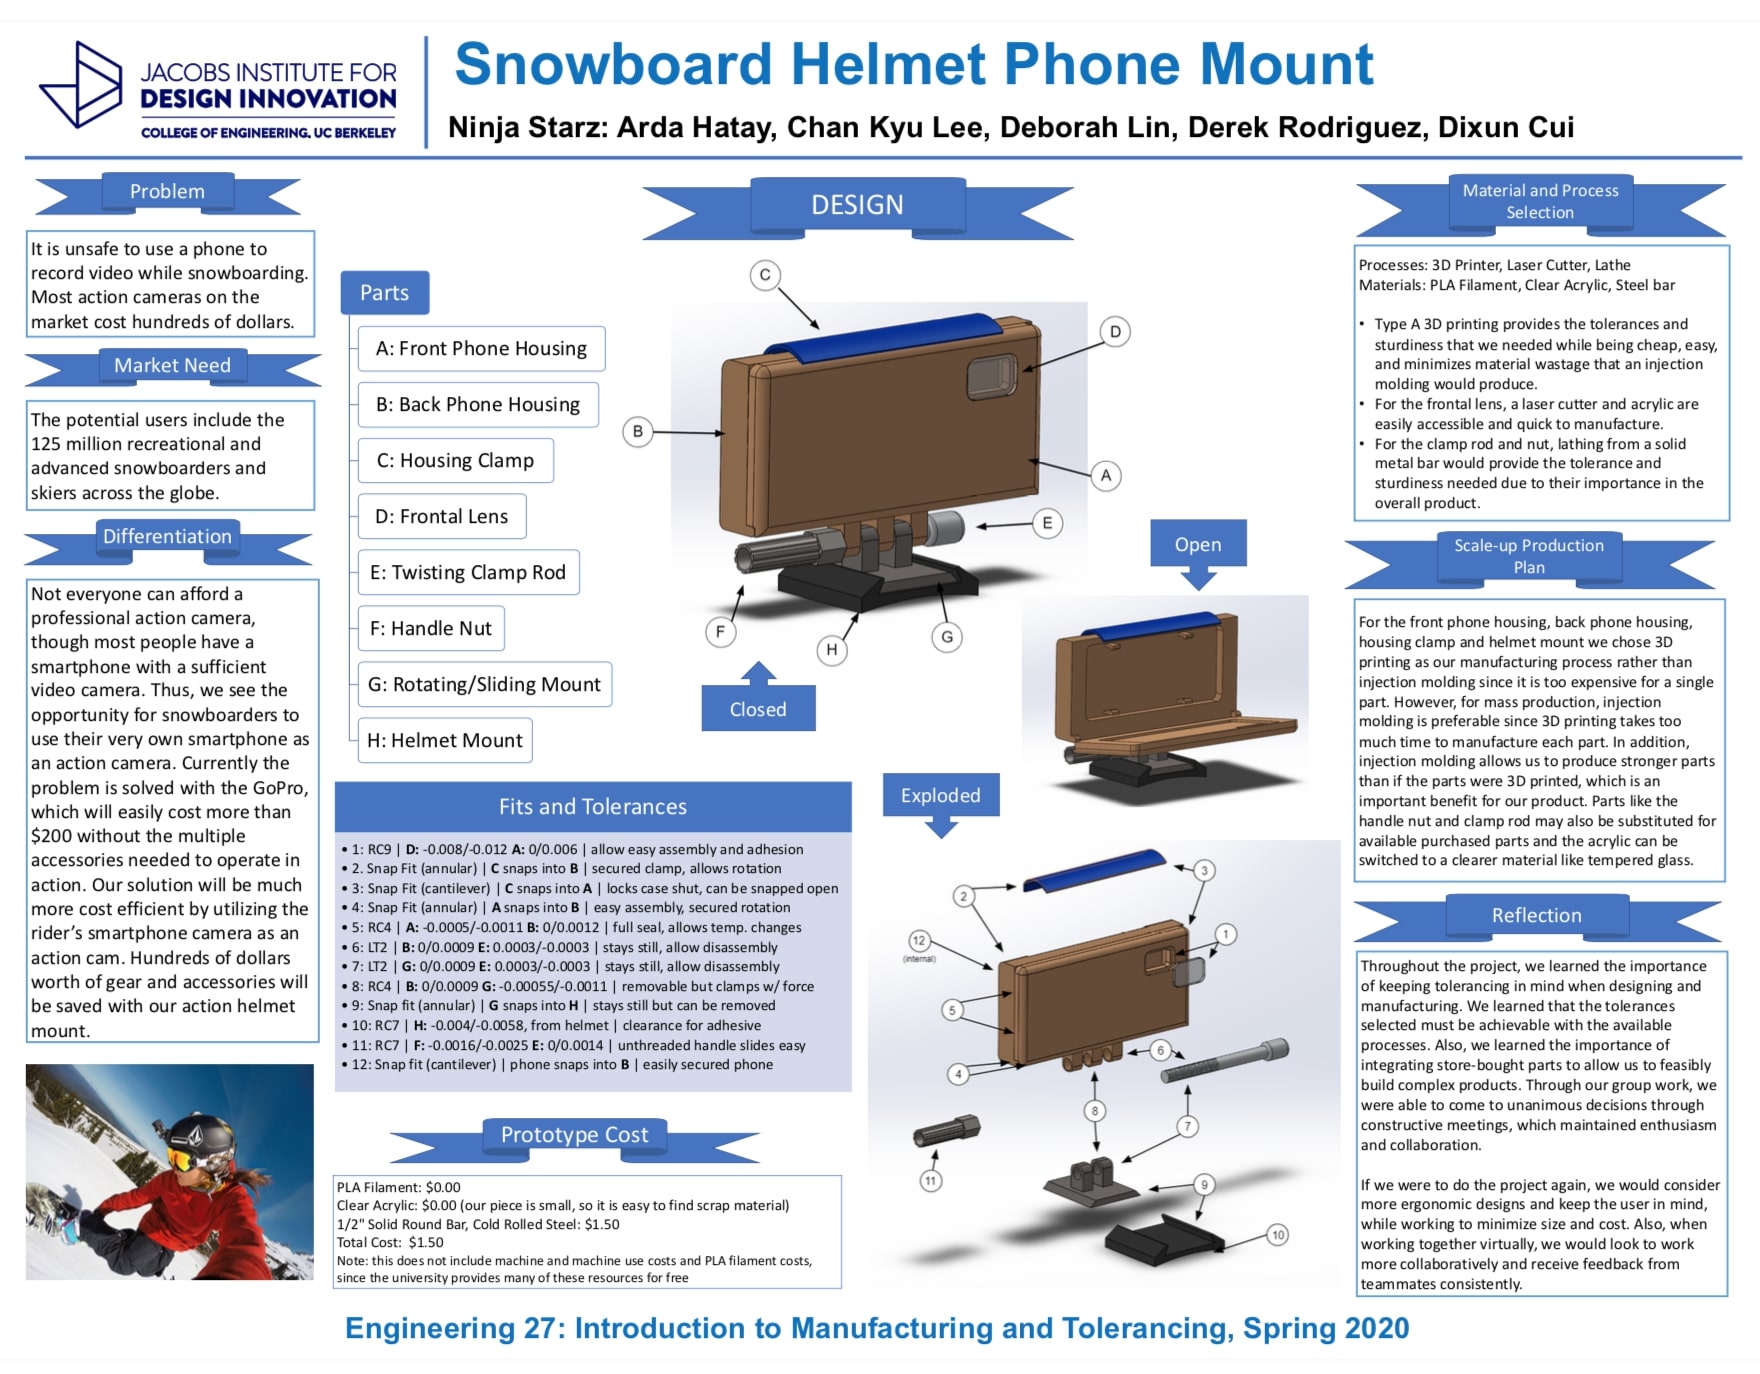 JACOBS INSTITUTE FOR
DESIGN INNOVATION
COLLEGE OF ENGINEERING, UC BERKELEY
Snowboard Helmet Phone Mount
Ninja Starz: Arda Hatay, Chan Kyu Lee, Deborah Lin, Derek Rodriguez, Dixun Cui
Problem
It is unsafe to use a phone to
record video while snowboarding.
Most action cameras on the
market cost hundreds of dollars.
Market Need
The potential users include the
125 million recreational and
advanced snowboarders and
skiers across the globe.
Differentiation
Not everyone can afford a
professional action camera,
though most people have a
smartphone with a sufficient
video camera. Thus, we see the
opportunity for snowboarders to
use their very own smartphone as
an action camera. Currently the
problem is solved with the GoPro,
which will easily cost more than
$200 without the multiple
accessories needed to operate in
action. Our solution will be much
more cost efficient by utilizing the
rider's smartphone camera as an
action cam. Hundreds of dollars
worth of gear and accessories will
be saved with our action helmet
mount.
DESIGN
Parts
A: Front Phone Housing
B: Back Phone Housing
C: Housing Clamp
D: Frontal Lens
E: Twisting Clamp Rod
F: Handle Nut
G: Rotating/Sliding Mount
H: Helmet Mount
C
D
B
A
E
F
H
G
Closed
Open
Exploded
Fits and Tolerances
• 1: RC9 | D: -0.008/-0.012 A: 0/0.006 | allow easy assembly and adhesion
• 2. Snap Fit (annular) | C snaps into B | secured clamp, allows rotation
• 3: Snap Fit (cantilever) | C snaps into A | locks case shut, can be snapped open
• 4: Snap Fit (annular) | A snaps into B | easy assembly, secured rotation
• 5: RC4 | A: -0.0005/-0.0011 B: 0/0.0012 | full seal, allows temp. changes
• 6: LT2 | B: 0/0.0009 E: 0.0003/-0.0003 | stays still, allow disassembly
• 7: LT2 | G: 0/0.0009 E: 0.0003/-0.0003 | stays still, allow disassembly
• 8: RC4 | B: 0/0.0009 G: -0.00055/-0.0011 | removable but clamps w/ force
• 9: Snap fit (annular) | G snaps into H | stays still but can be removed
• 10: RC7 | H: -0.004/-0.0058, from helmet | clearance for adhesive
• 11: RC7 | F: -0.0016/-0.0025 E: 0/0.0014 | unthreaded handle slides easy
• 12: Snap fit (cantilever) | phone snaps into B | easily secured phone
Prototype Cost
PLA Filament: $0.00
Clear Acrylic: $0.00 (our piece is small, so it is easy to find scrap material)
1/2" Solid Round Bar, Cold Rolled Steel: $1.50
Total Cost: $1.50
Note: this does not include machine and machine use costs and PLA filament costs,
since the university provides many of these resources for free
3
2
12
(internal)
1
5
6
4
8
7
11
9
10
Material and Process
Selection
Processes: 3D Printer, Laser Cutter, Lathe
Materials: PLA Filament, Clear Acrylic, Steel bar
• Type A 3D printing provides the tolerances and
sturdiness that we needed while being cheap, easy,
and minimizes material wastage that an injection
molding would produce.
• For the frontal lens, a laser cutter and acrylic are
easily accessible and quick to manufacture.
• For the clamp rod and nut, lathing from a solid
metal bar would provide the tolerance and
sturdiness needed due to their importance in the
overall product.
Scale-up Production
Plan
For the front phone housing, back phone housing,
housing clamp and helmet mount we chose 3D
printing as our manufacturing process rather than
injection molding since it is too expensive for a single
part. However, for mass production, injection
molding is preferable since 3D printing takes too
much time to manufacture each part. In addition,
injection molding allows us to produce stronger parts
than if the parts were 3D printed, which is an
important benefit for our product. Parts like the
handle nut and clamp rod may also be substituted for
available purchased parts and the acrylic can be
switched to a clearer material like tempered glass.
Reflection
Throughout the project, we learned the importance
of keeping tolerancing in mind when designing and
manufacturing. We learned that the tolerances
selected must be achievable with the available
processes. Also, we learned the importance of
integrating store-bought parts to allow us to feasibly
build complex products. Through our group work, we
were able to come to unanimous decisions through
constructive meetings, which maintained enthusiasm
and collaboration.
If we were to do the project again, we would consider
more ergonomic designs and keep the user in mind,
while working to minimize size and cost. Also, when
working together virtually, we would look to work
more collaboratively and receive feedback from
teammates consistently.
Engineering 27: Introduction to Manufacturing and Tolerancing, Spring 2020